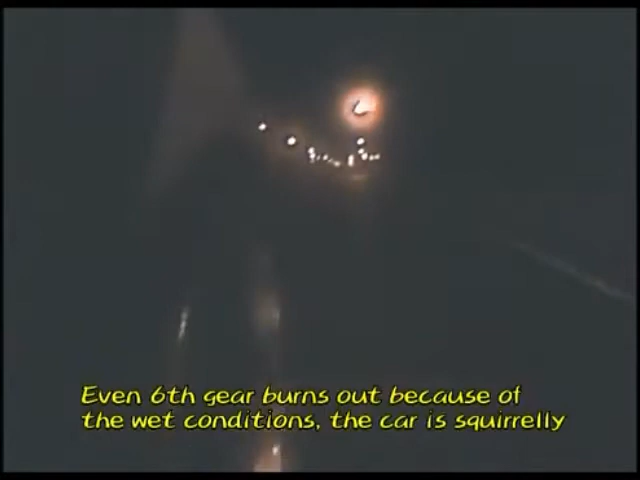 Even 6th gear burns out because of
the wet conditions, the car is squirrelly